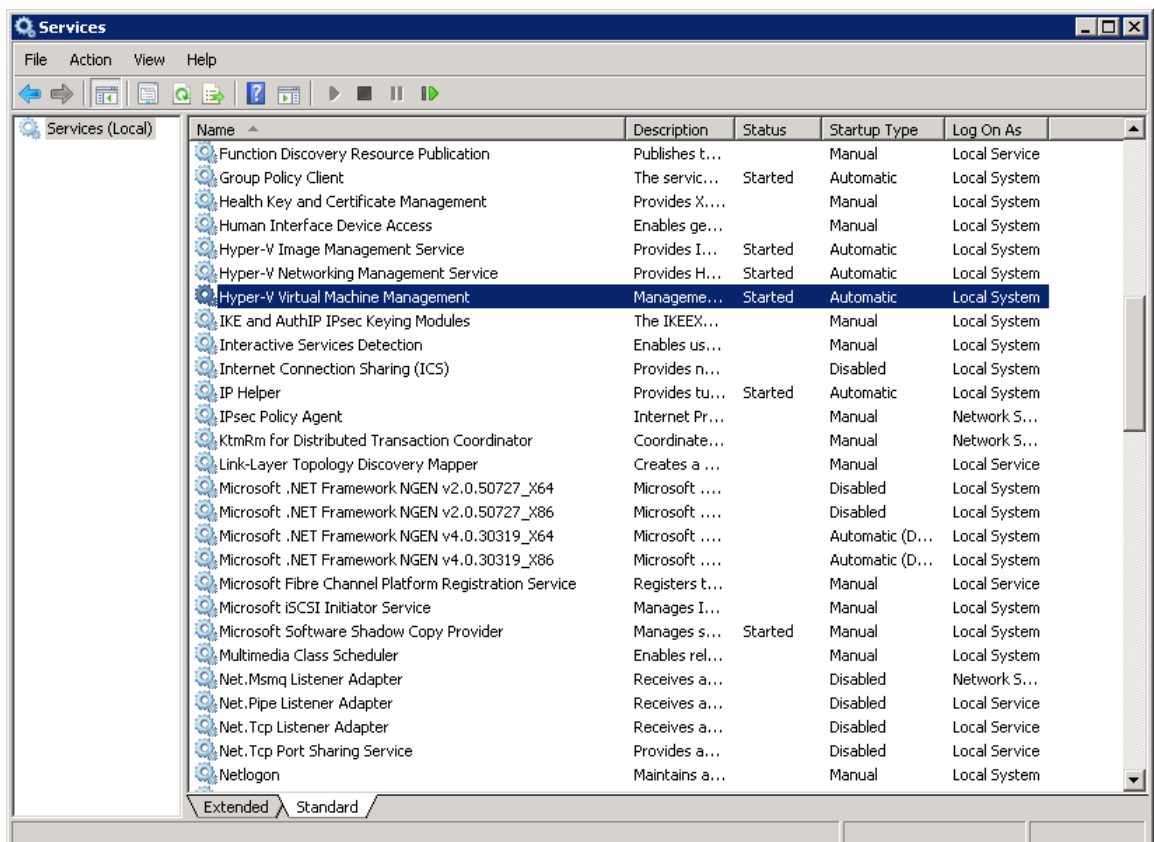 Services
File Action View Help
Services (Local)
Name Description Status Startup Type Log On As
Function Discovery Resource Publication Publishes t... Manual Local Service
Group Policy Client The servic... Started Automatic Local System
Health Key and Certificate Management Provides X.... Manual Local System
Human Interface Device Access Enables ge... Manual Local System
Hyper-V Image Management Service Provides I... Started Automatic Local System
Hyper-V Networking Management Service Provides H... Started Automatic Local System
Hyper-V Virtual Machine Management Manageme... Started Automatic Local System
IKE and AuthIP IPsec Keying Modules The IKEEX... Manual Local System
Interactive Services Detection Enables us... Manual Local System
Internet Connection Sharing (ICS) Provides n... Disabled Local System
IP Helper Provides tu... Started Automatic Local System
IPsec Policy Agent Internet Pr... Manual Network S...
KtmRm for Distributed Transaction Coordinator Coordinate... Manual Network S...
Link-Layer Topology Discovery Mapper Creates a ... Manual Local Service
Microsoft .NET Framework NGEN v2.0.50727_X64 Microsoft .... Disabled Local System
Microsoft .NET Framework NGEN v2.0.50727_X86 Microsoft .... Disabled Local System
Microsoft .NET Framework NGEN v4.0.30319_X64 Microsoft .... Automatic (D... Local System
Microsoft .NET Framework NGEN v4.0.30319_X86 Microsoft .... Automatic (D... Local System
Microsoft Fibre Channel Platform Registration Service Registers t... Manual Local Service
Microsoft iSCSI Initiator Service Manages I... Manual Local System
Microsoft Software Shadow Copy Provider Manages s... Started Manual Local System
Multimedia Class Scheduler Enables rel... Manual Local System
Net.Msmq Listener Adapter Receives a... Disabled Network S...
Net.Pipe Listener Adapter Receives a... Disabled Local Service
Net.Tcp Listener Adapter Receives a... Disabled Local Service
Net.Tcp Port Sharing Service Provides a... Disabled Local Service
Netlogon Maintains a... Manual Local System
Extended Standard